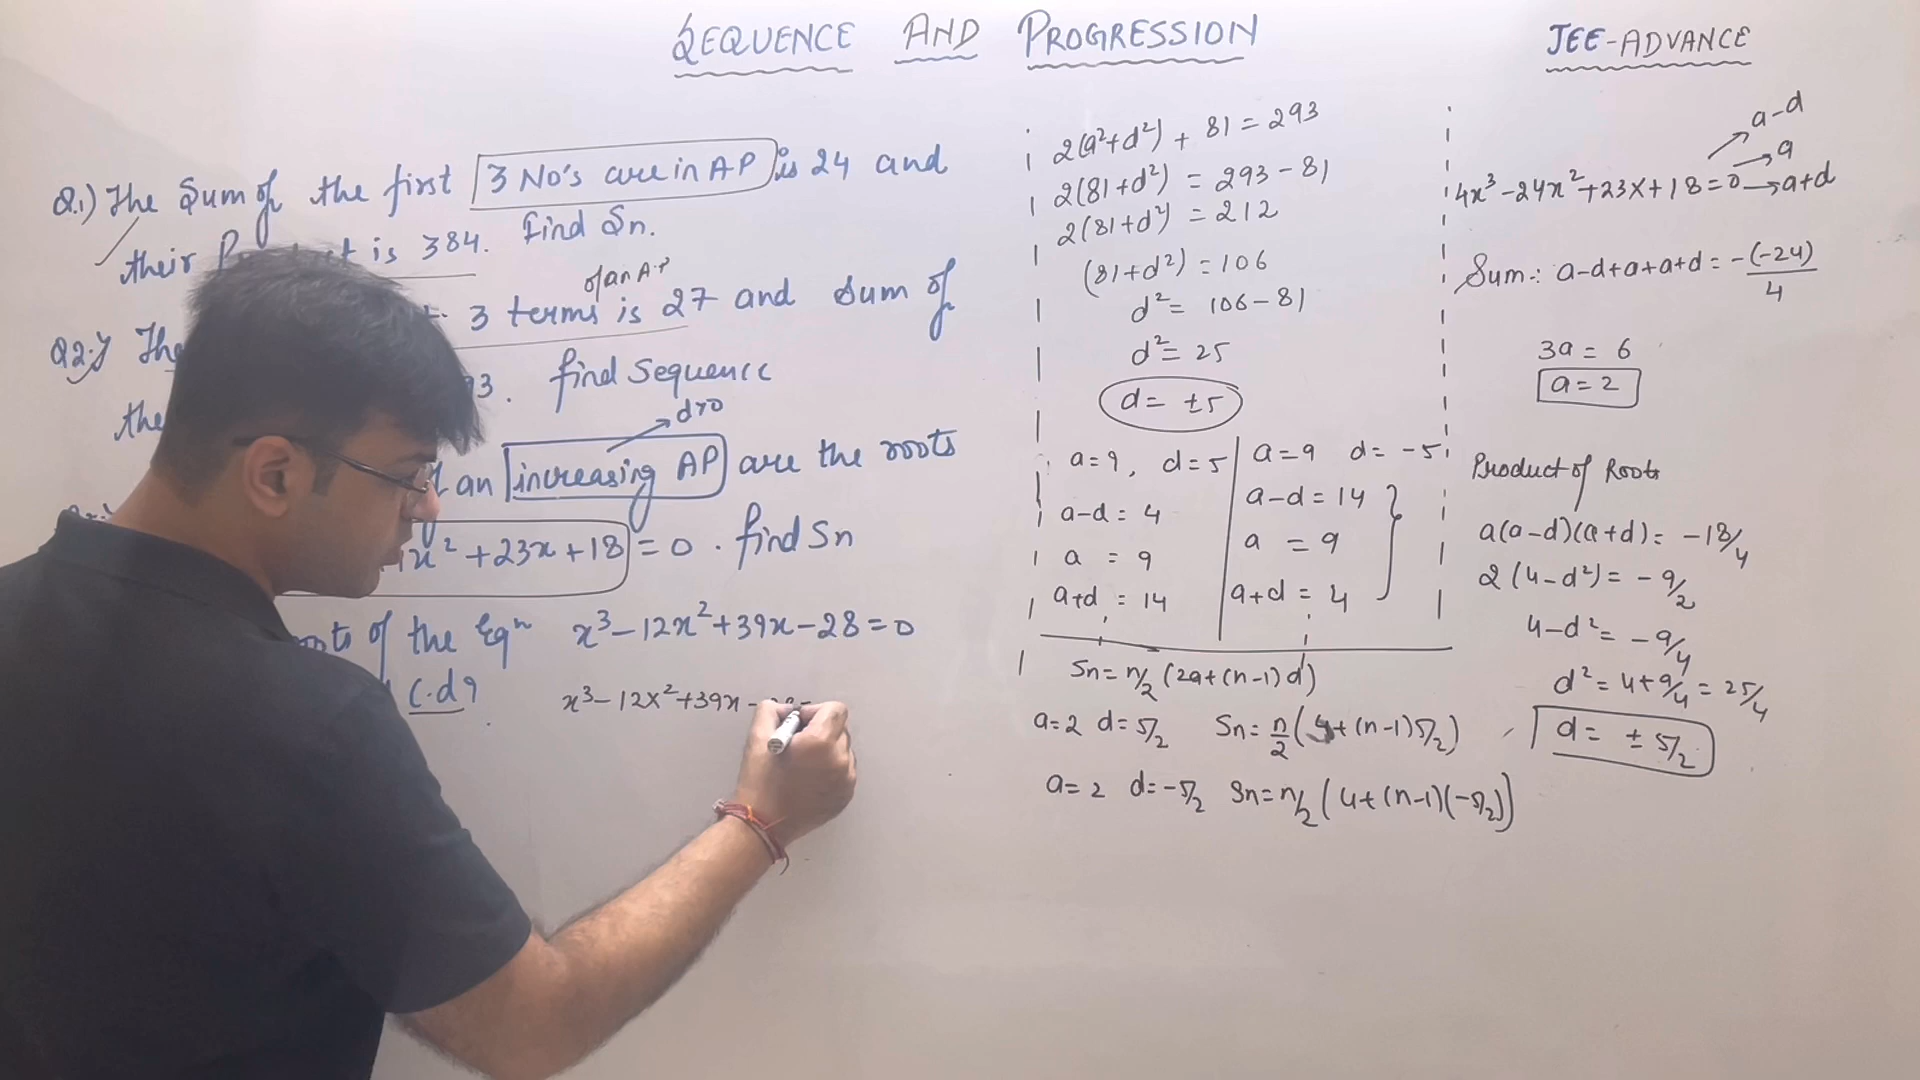 SEQUENCE AND PROGRESSION
JEE-ADVANCE
Q.1) The Sum of the first 3 No's are in AP is 24 and
their is 384. Find Sn.
of an A.P
Q2.) The 3 terms is 27 and Sum of
the 93. find Sequence
d>0
an increasing AP are the roots
x² + 23x + 18 = 0. find Sn
of the Eqⁿ x³ - 12x² + 39x - 28 = 0
C.d?
x³ - 12x² + 39x -
2(a² + d²) + 81 = 293
2(81 + d²) = 293 - 81
2(81 + d²) = 212
(81 + d²) = 106
d² = 106 - 81
d² = 25
d = ±5
a = 9, d = 5
a - d = 4
a = 9
a + d = 14
a = 9 d = -5
a - d = 14
a = 9
a + d = 4
Sn = n/2 (2a + (n-1) d)
a = 2 d = 5/2 Sn = n/2 (4 + (n-1) 5/2)
a = 2 d = -5/2 Sn = n/2 (4 + (n-1)(-5/2))
a-d
a
4x³ - 24x² + 23x + 18 = 0 → a+d
Sum: a - d + a + a + d = -(-24)/4
3a = 6
a = 2
Product of Roots
a(a-d)(a+d) = -18/4
2(4 - d²) = -9/2
4 - d² = -9/4
d² = 4 + 9/4 = 25/4
d = ± 5/2